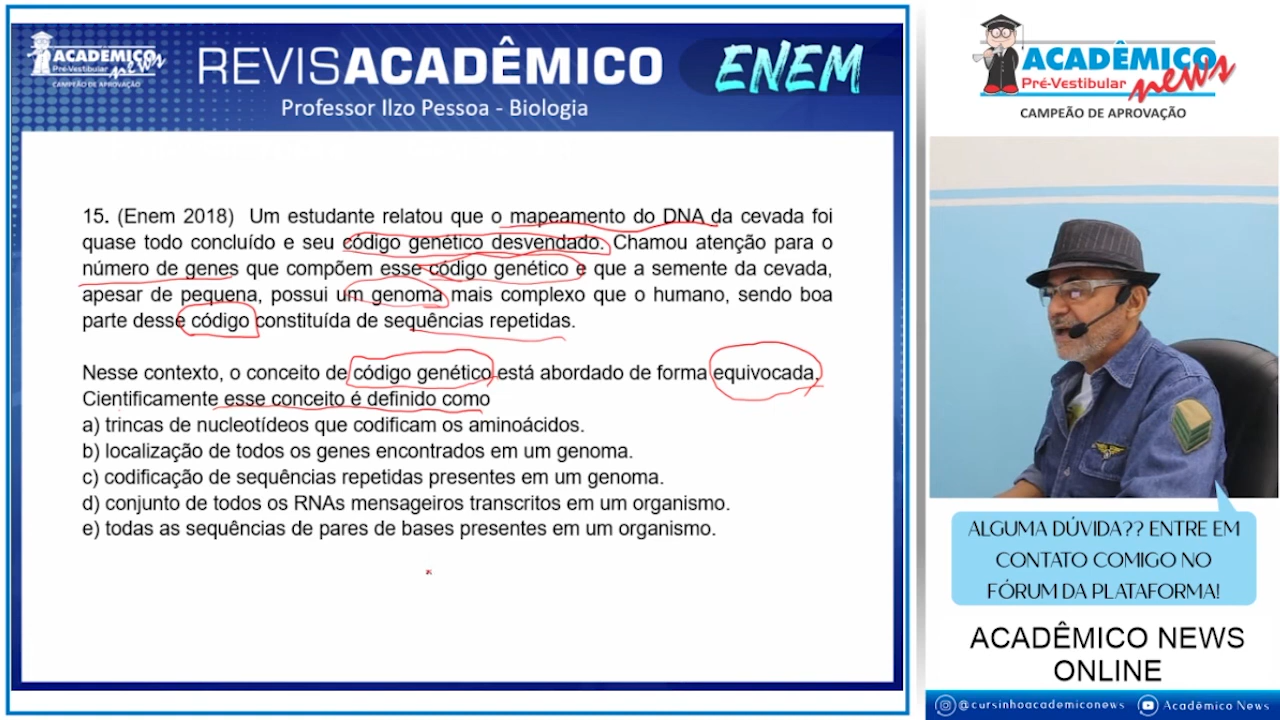 ACADÊMICO
Pré-Vestibular
news
CAMPEÃO DE APROVAÇÃO
REVISACADÊMICO
ENEM
Professor Ilzo Pessoa - Biologia
15. (Enem 2018) Um estudante relatou que o mapeamento do DNA da cevada foi
quase todo concluído e seu código genético desvendado. Chamou atenção para o
número de genes que compõem esse código genético e que a semente da cevada,
apesar de pequena, possui um genoma mais complexo que o humano, sendo boa
parte desse código constituída de sequências repetidas.
Nesse contexto, o conceito de código genético está abordado de forma equivocada.
Cientificamente esse conceito é definido como
a) trincas de nucleotídeos que codificam os aminoácidos.
b) localização de todos os genes encontrados em um genoma.
c) codificação de sequências repetidas presentes em um genoma.
d) conjunto de todos os RNAs mensageiros transcritos em um organismo.
e) todas as sequências de pares de bases presentes em um organismo.
ACADÊMICO
Pré-Vestibular
news
CAMPEÃO DE APROVAÇÃO
ALGUMA DÚVIDA?? ENTRE EM
CONTATO COMIGO NO
FÓRUM DA PLATAFORMA!
ACADÊMICO NEWS
ONLINE
@cursinhoacademiconews
Acadêmico News